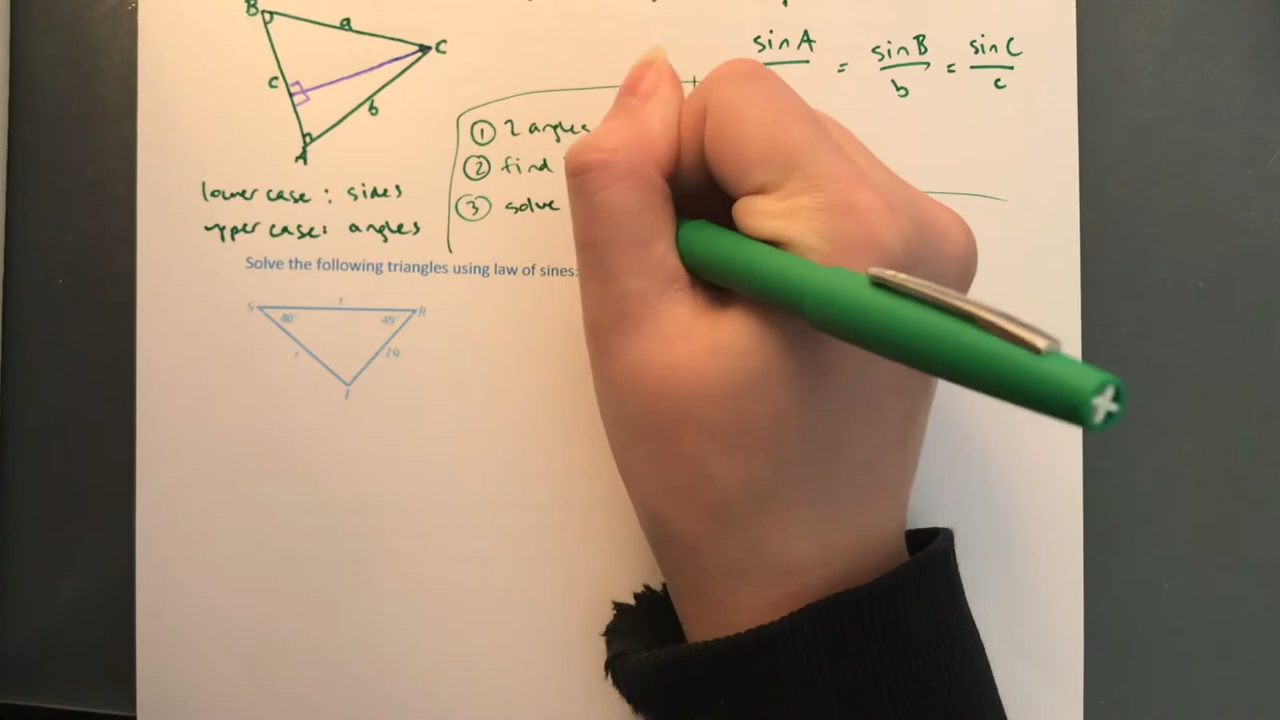 B
a
C
c
b
A
sin A = sin B = sin C
b c
① 2 angles
② find
③ solve
lower case : sides
upper case: angles
Solve the following triangles using law of sines:
S
R
40°
49°
20
T